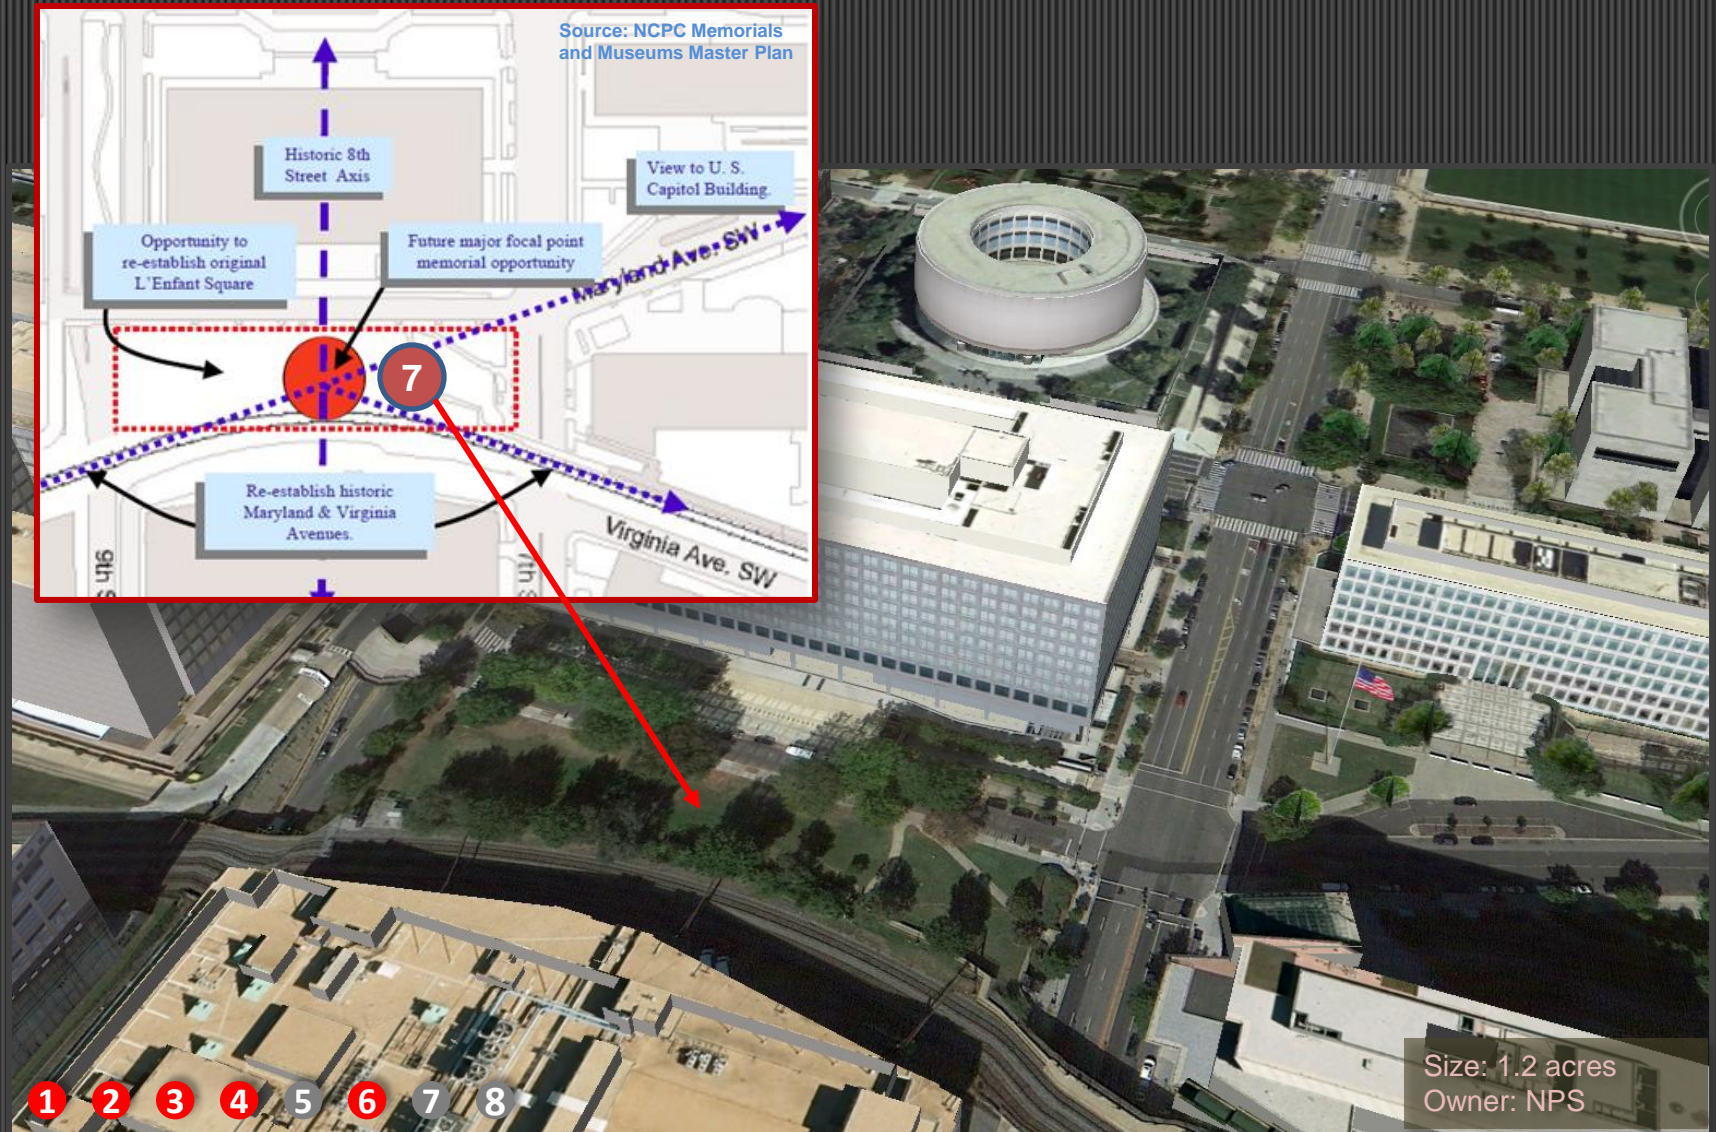 Source: NCPC Memorials
and Museums Master Plan
Historic 8th
Street Axis
View to U. S.
Capitol Building.
Opportunity to
re-establish original
L'Enfant Square
Future major focal point
memorial opportunity
Maryland Ave. SW
7
Re-establish historic
Maryland & Virginia
Avenues.
Virginia Ave. SW
9th S
7th S
Size: 1.2 acres
Owner: NPS
1 2 3 4 5 6 7 8